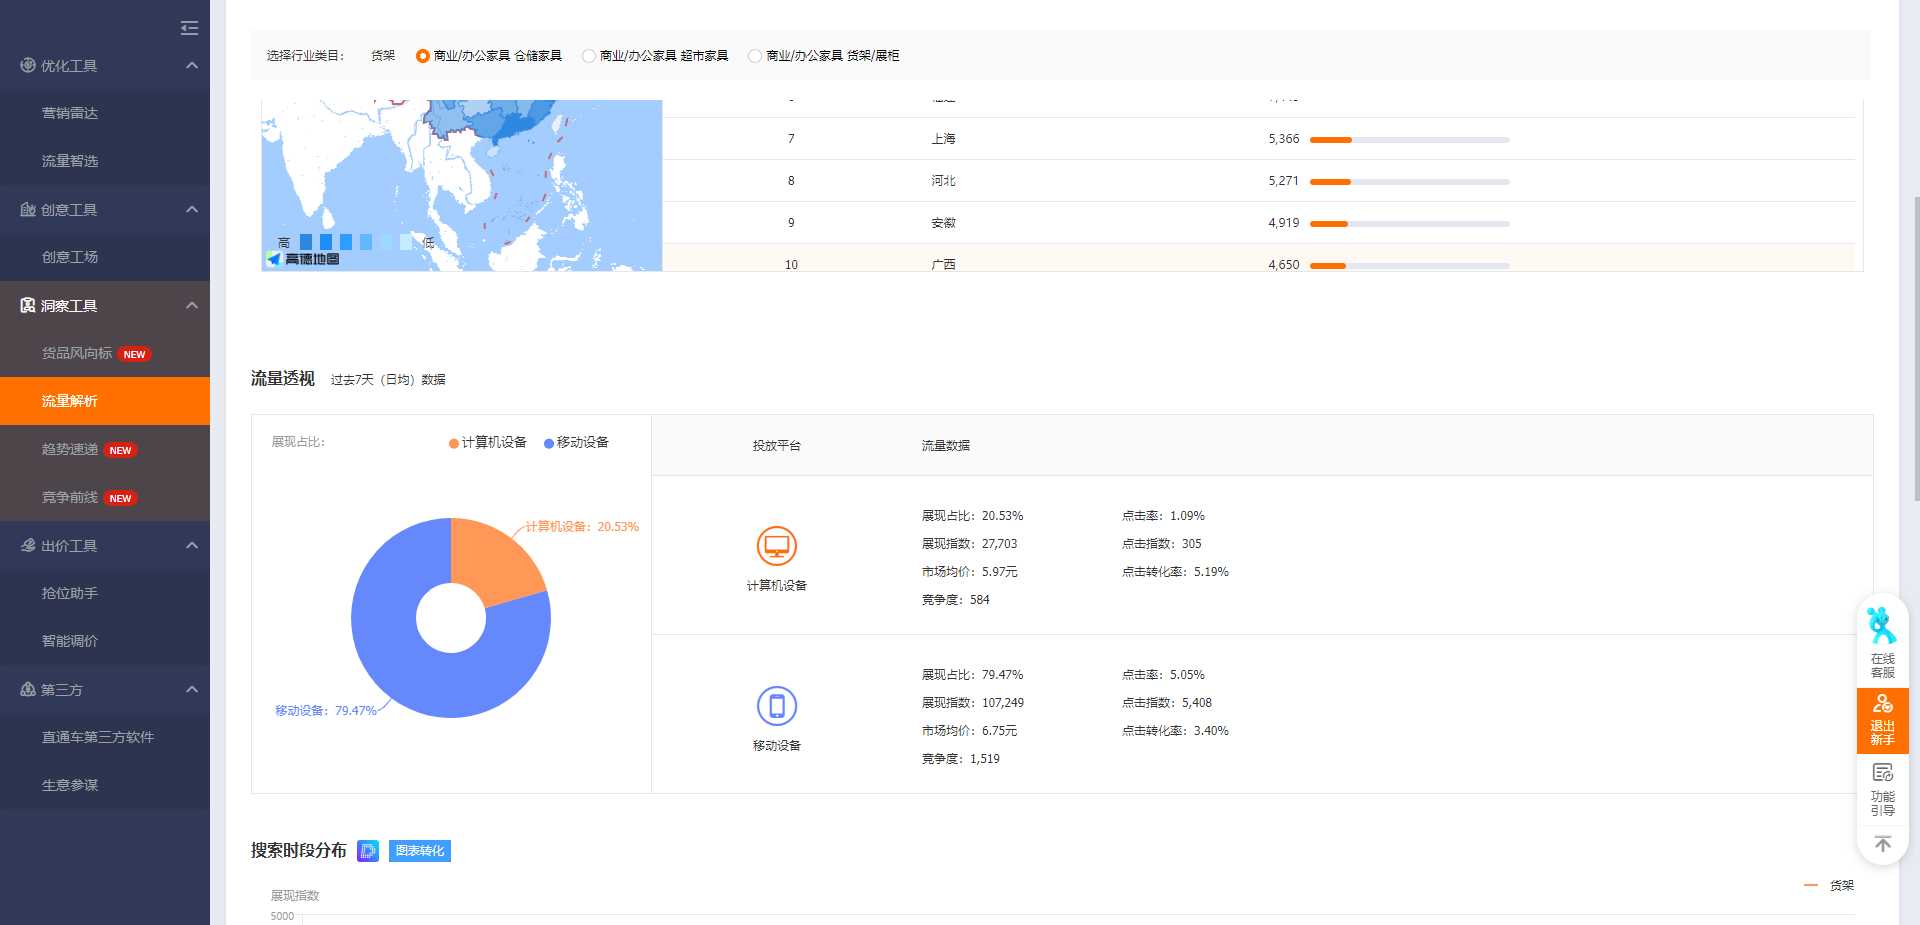 优化工具
营销雷达
流量智选
创意工具
创意工场
洞察工具
货品风向标 NEW
流量解析
趋势速递 NEW
竞争前线 NEW
出价工具
抢位助手
智能调价
第三方
直通车第三方软件
生意参谋
选择行业类目： 货架 商业/办公家具 仓储家具 商业/办公家具 超市家具 商业/办公家具 货架/展柜
7 上海 5,366
8 河北 5,271
9 安徽 4,919
10 广西 4,650
高 低
高德地图
流量透视 过去7天（日均）数据
展现占比： 计算机设备 移动设备
计算机设备：20.53%
移动设备：79.47%
投放平台 流量数据
计算机设备
展现占比：20.53% 点击率：1.09%
展现指数：27,703 点击指数：305
市场均价：5.97元 点击转化率：5.19%
竞争度：584
移动设备
展现占比：79.47% 点击率：5.05%
展现指数：107,249 点击指数：5,408
市场均价：6.75元 点击转化率：3.40%
竞争度：1,519
搜索时段分布 图表转化
展现指数
5000
货架
在线
客服
退出
新手
功能
引导